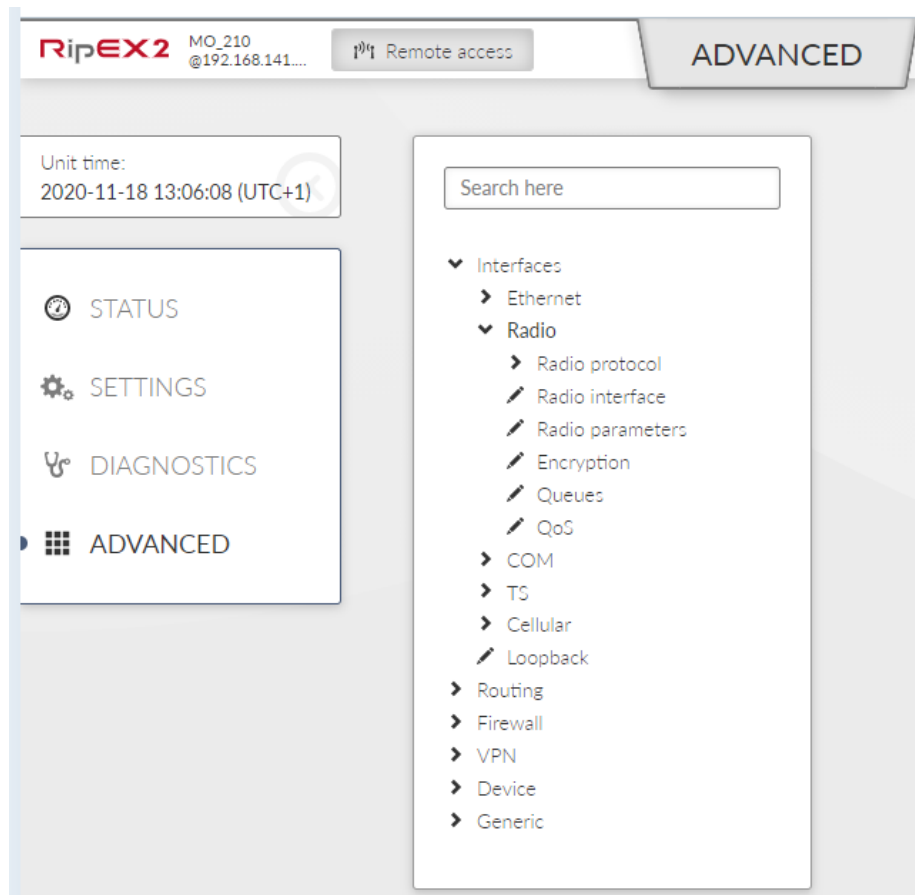 RipEX2
MO_210
@192.168.141....
Remote access
ADVANCED
Unit time:
2020-11-18 13:06:08 (UTC+1)
STATUS
SETTINGS
DIAGNOSTICS
ADVANCED
Search here
Interfaces
Ethernet
Radio
Radio protocol
Radio interface
Radio parameters
Encryption
Queues
QoS
COM
TS
Cellular
Loopback
Routing
Firewall
VPN
Device
Generic